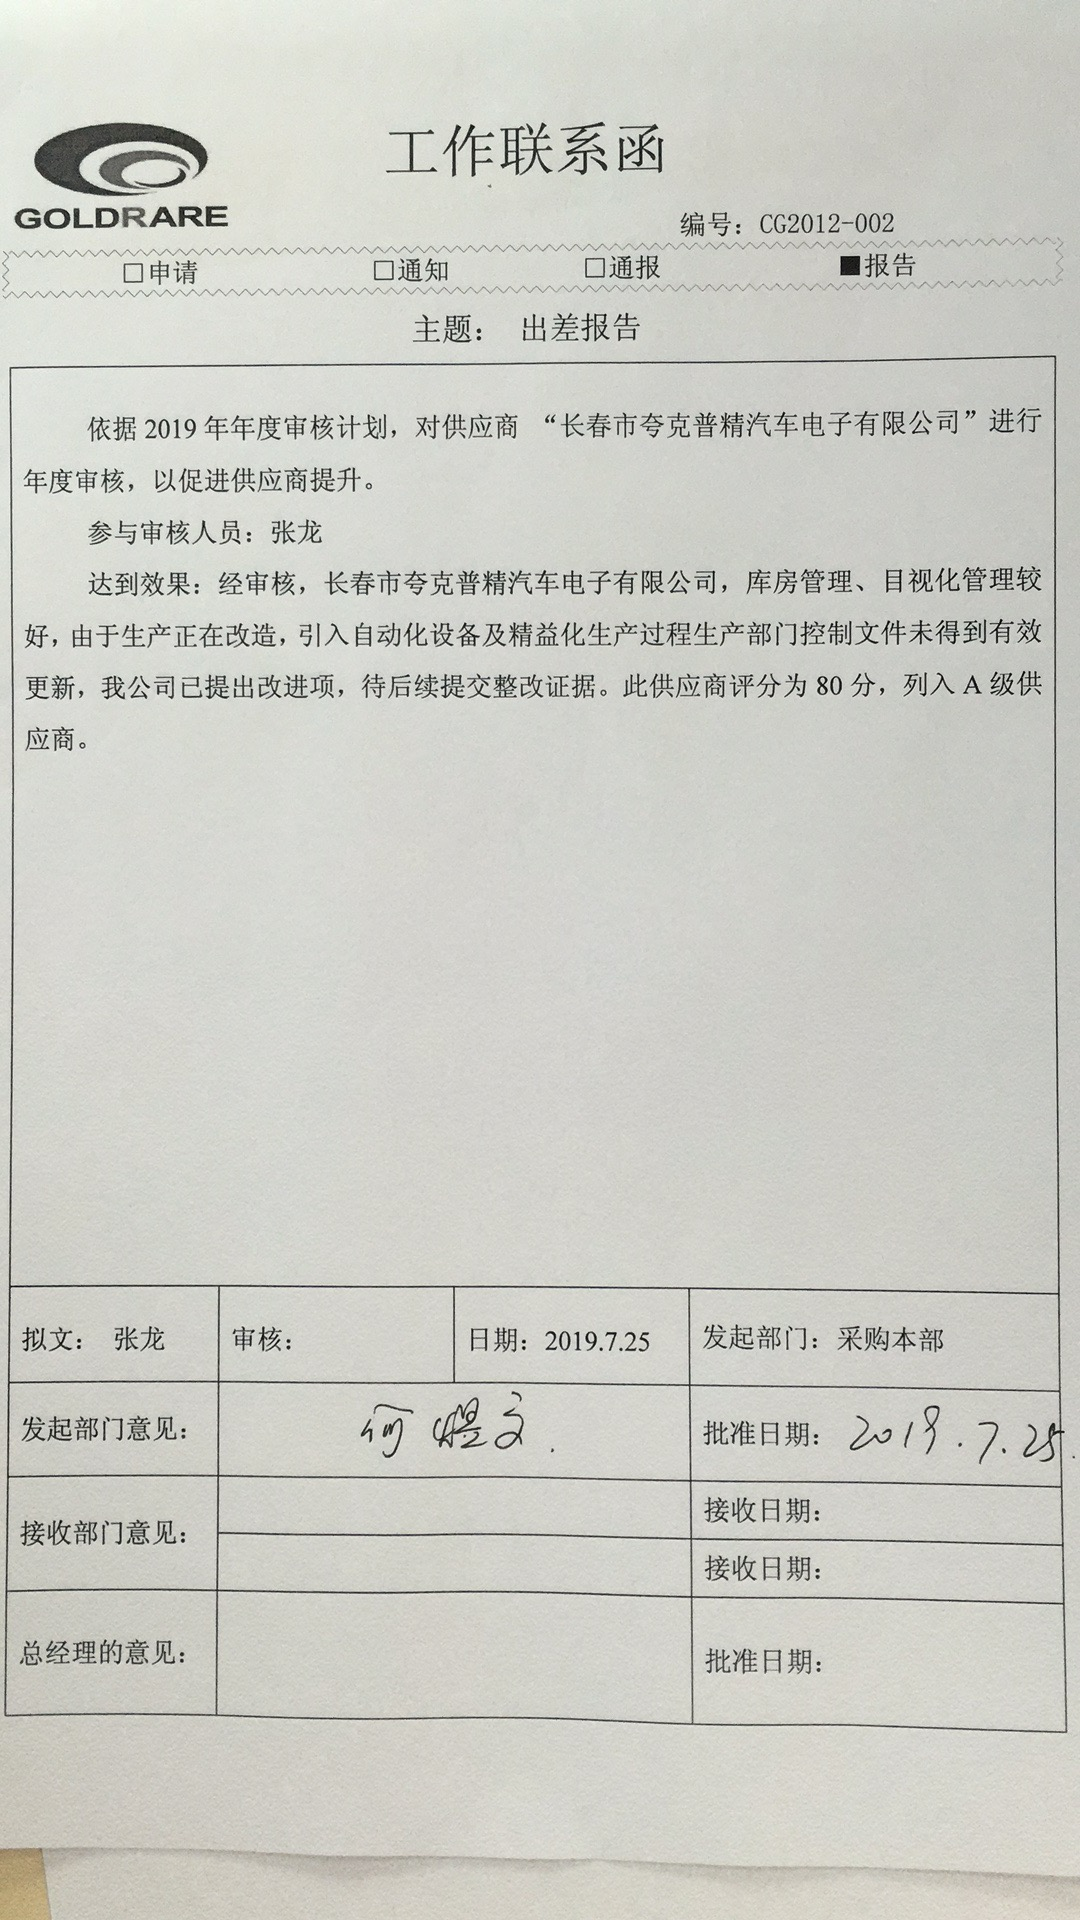 工作联系函
GOLDRARE
编号：CG2012-002
□申请 □通知 □通报 ■报告
主题： 出差报告
依据 2019 年年度审核计划，对供应商 “长春市夸克普精汽车电子有限公司”进行
年度审核，以促进供应商提升。
参与审核人员：张龙
达到效果：经审核，长春市夸克普精汽车电子有限公司，库房管理、目视化管理较
好，由于生产正在改造，引入自动化设备及精益化生产过程生产部门控制文件未得到有效
更新，我公司已提出改进项，待后续提交整改证据。此供应商评分为 80 分，列入 A 级供
应商。
拟文： 张龙 审核： 日期：2019.7.25 发起部门：采购本部
发起部门意见： 何煜文. 批准日期： 2019.7.25.
接收部门意见： 接收日期：
接收日期：
总经理的意见： 批准日期：